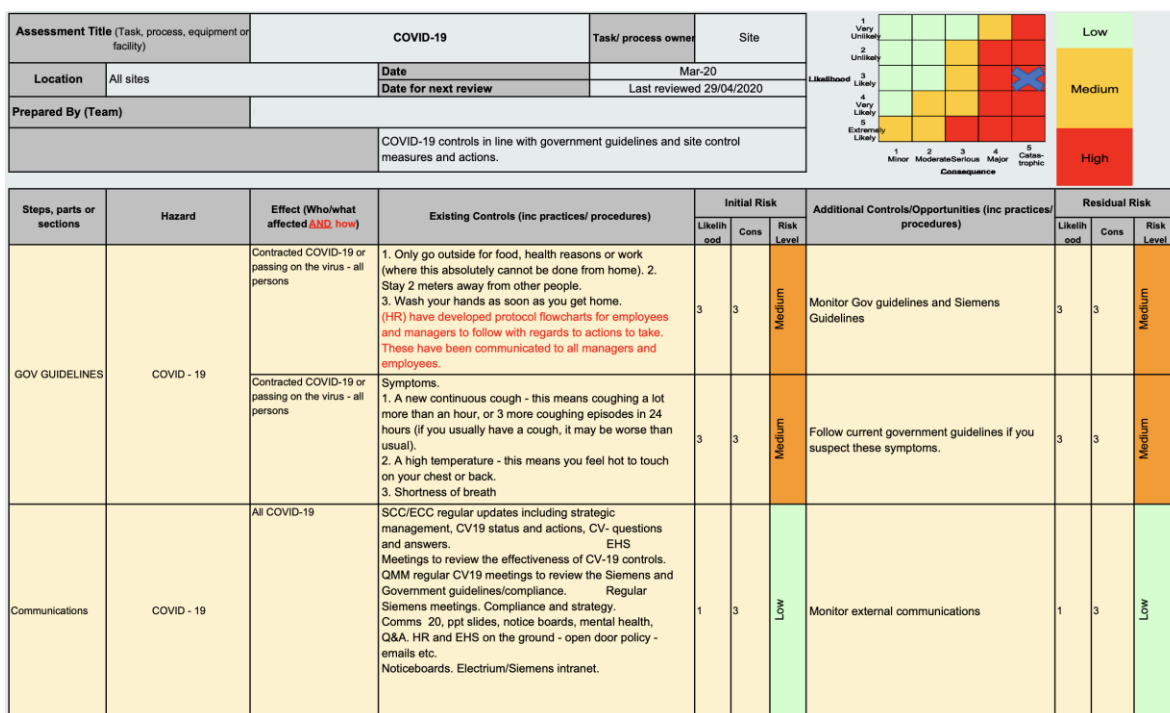 Assessment Title (Task, process, equipment or
facility)
COVID-19
Task/ process owner
Site
Location
All sites
Date
Mar-20
Date for next review
Last reviewed 29/04/2020
Prepared By (Team)
COVID-19 controls in line with government guidelines and site control
measures and actions.
Likelihood
1
Very
Unlikely
2
Unlikely
3
Likely
4
Very
Likely
5
Extremely
Likely
1
Minor
2
Moderate
3
Serious
4
Major
5
Catas-
trophic
Consequence
Low
Medium
High
Steps, parts or
sections
Hazard
Effect (Who/what
affected AND how)
Existing Controls (inc practices/ procedures)
Initial Risk
Likelih
ood
Cons
Risk
Level
Additional Controls/Opportunities (inc practices/
procedures)
Residual Risk
Likelih
ood
Cons
Risk
Level
GOV GUIDELINES
COVID - 19
Contracted COVID-19 or
passing on the virus - all
persons
1. Only go outside for food, health reasons or work
(where this absolutely cannot be done from home). 2.
Stay 2 meters away from other people.
3. Wash your hands as soon as you get home.
(HR) have developed protocol flowcharts for employees
and managers to follow with regards to actions to take.
These have been communicated to all managers and
employees.
3
3
Medium
Monitor Gov guidelines and Siemens
Guidelines
3
3
Medium
Contracted COVID-19 or
passing on the virus - all
persons
Symptoms.
1. A new continuous cough - this means coughing a lot
more than an hour, or 3 more coughing episodes in 24
hours (if you usually have a cough, it may be worse than
usual).
2. A high temperature - this means you feel hot to touch
on your chest or back.
3. Shortness of breath
3
3
Medium
Follow current government guidelines if you
suspect these symptoms.
3
3
Medium
Communications
COVID - 19
All COVID-19
SCC/ECC regular updates including strategic
management, CV19 status and actions, CV- questions
and answers. EHS
Meetings to review the effectiveness of CV-19 controls.
QMM regular CV19 meetings to review the Siemens and
Government guidelines/compliance. Regular
Siemens meetings. Compliance and strategy.
Comms 20, ppt slides, notice boards, mental health,
Q&A. HR and EHS on the ground - open door policy -
emails etc.
Noticeboards. Electrium/Siemens intranet.
1
3
Low
Monitor external communications
1
3
Low